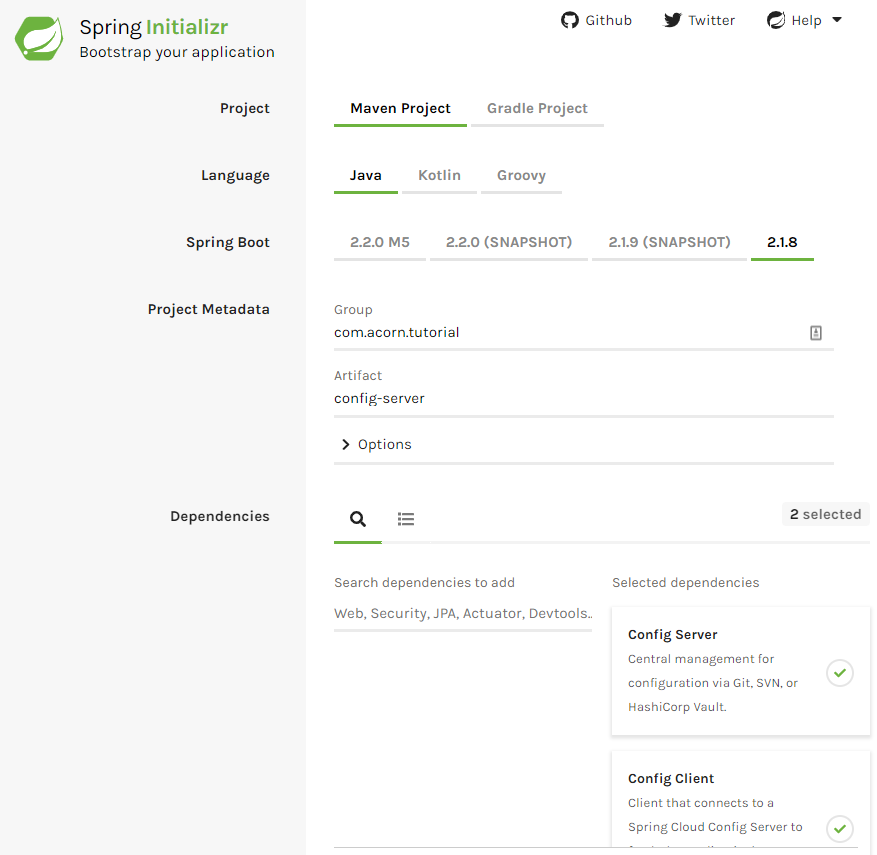 Spring Initializr
Bootstrap your application
Github
Twitter
Help
Project
Maven Project
Gradle Project
Language
Java
Kotlin
Groovy
Spring Boot
2.2.0 M5
2.2.0 (SNAPSHOT)
2.1.9 (SNAPSHOT)
2.1.8
Project Metadata
Group
com.acorn.tutorial
Artifact
config-server
Options
Dependencies
2 selected
Search dependencies to add
Web, Security, JPA, Actuator, Devtools..
Selected dependencies
Config Server
Central management for
configuration via Git, SVN, or
HashiCorp Vault.
Config Client
Client that connects to a
Spring Cloud Config Server to